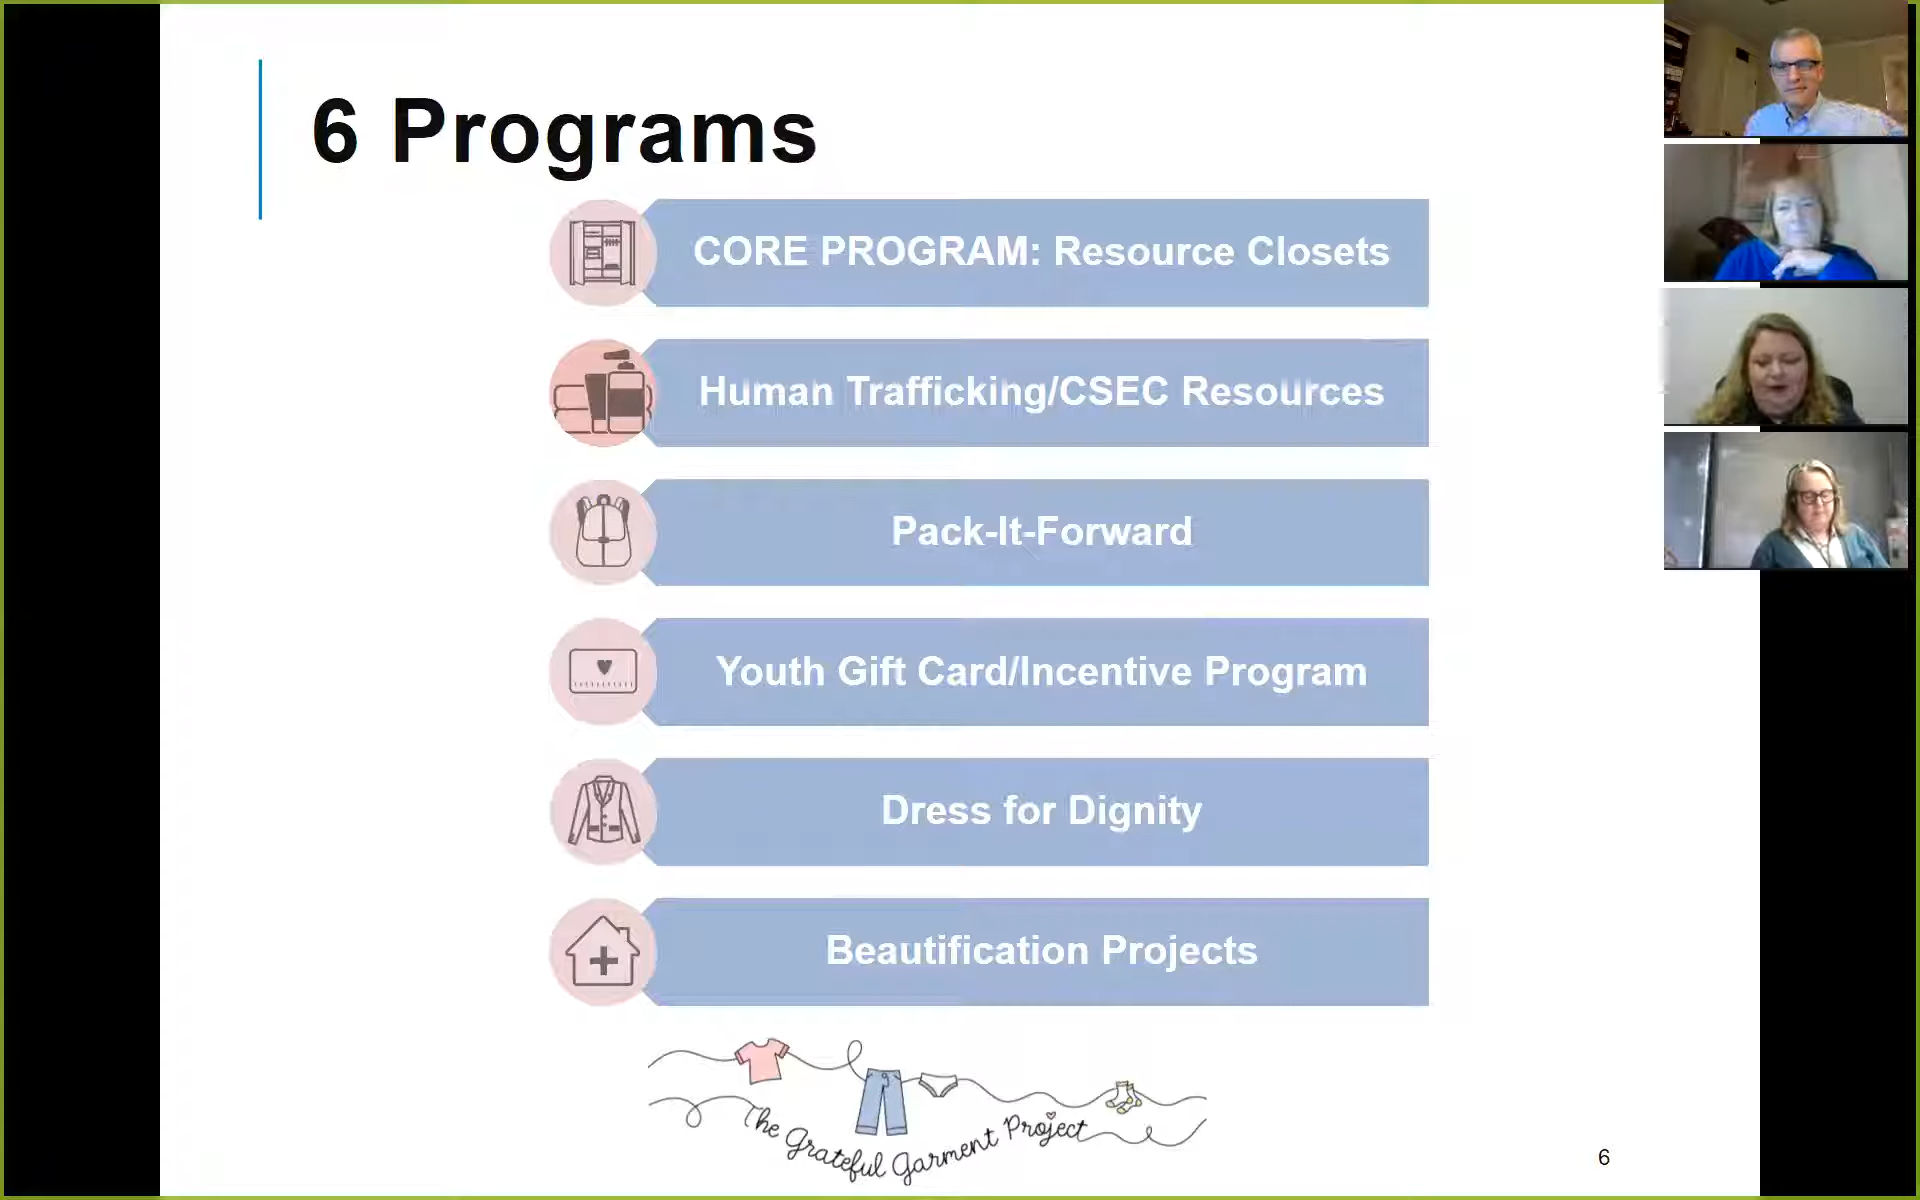 6 Programs
CORE PROGRAM: Resource Closets
Human Trafficking/CSEC Resources
Pack-It-Forward
Youth Gift Card/Incentive Program
Dress for Dignity
Beautification Projects
The Grateful Garment Project
6